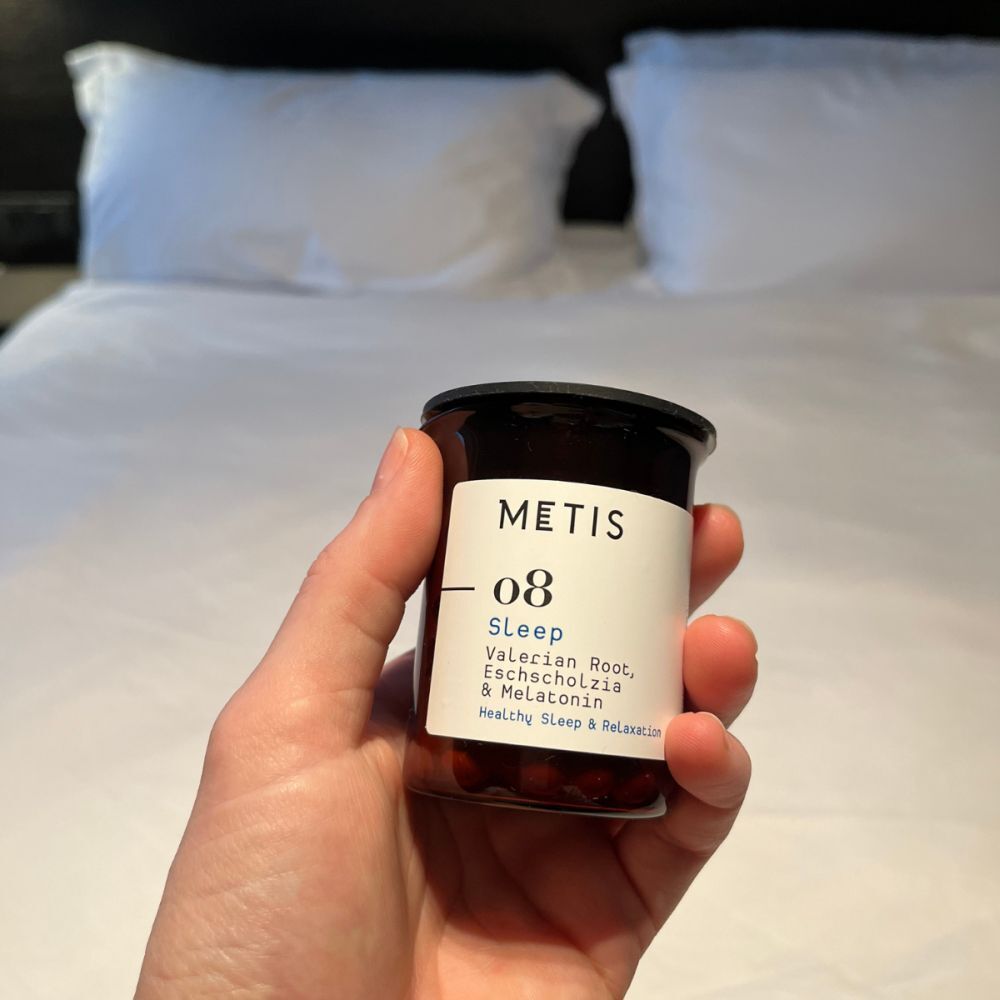 METIS
08
Sleep
Valerian Root,
Eschscholzia
& Melatonin
Healthy Sleep & Relaxation